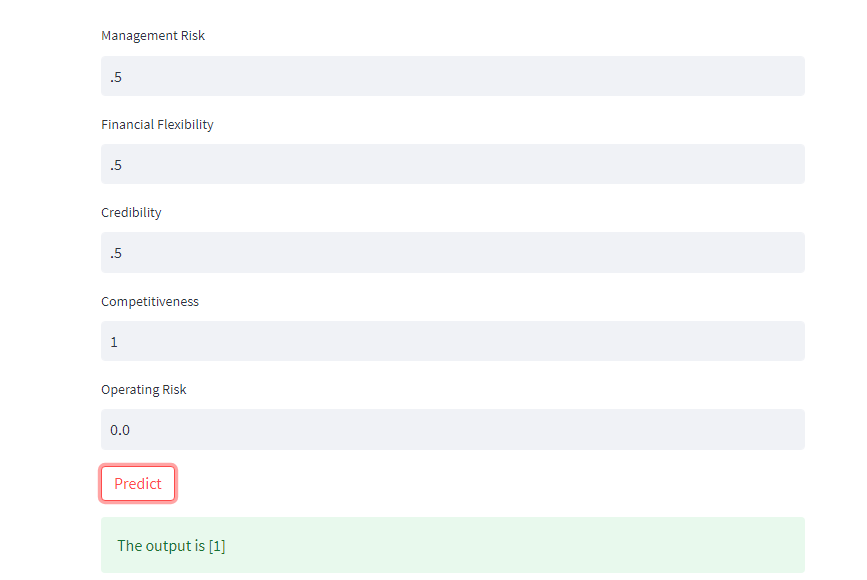 Management Risk
.5
Financial Flexibility
.5
Credibility
.5
Competitiveness
1
Operating Risk
0.0
Predict
The output is [1]